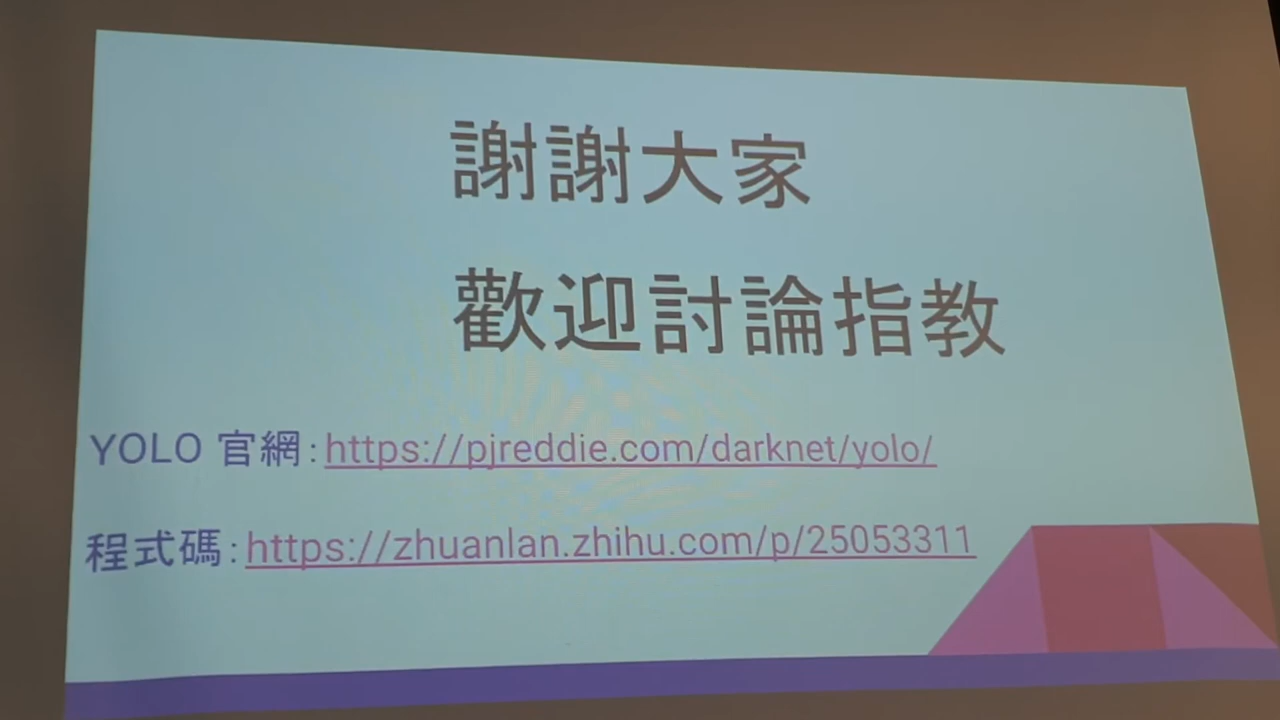 謝謝大家
歡迎討論指教
YOLO 官網：https://pjreddie.com/darknet/yolo/
程式碼：https://zhuanlan.zhihu.com/p/25053311